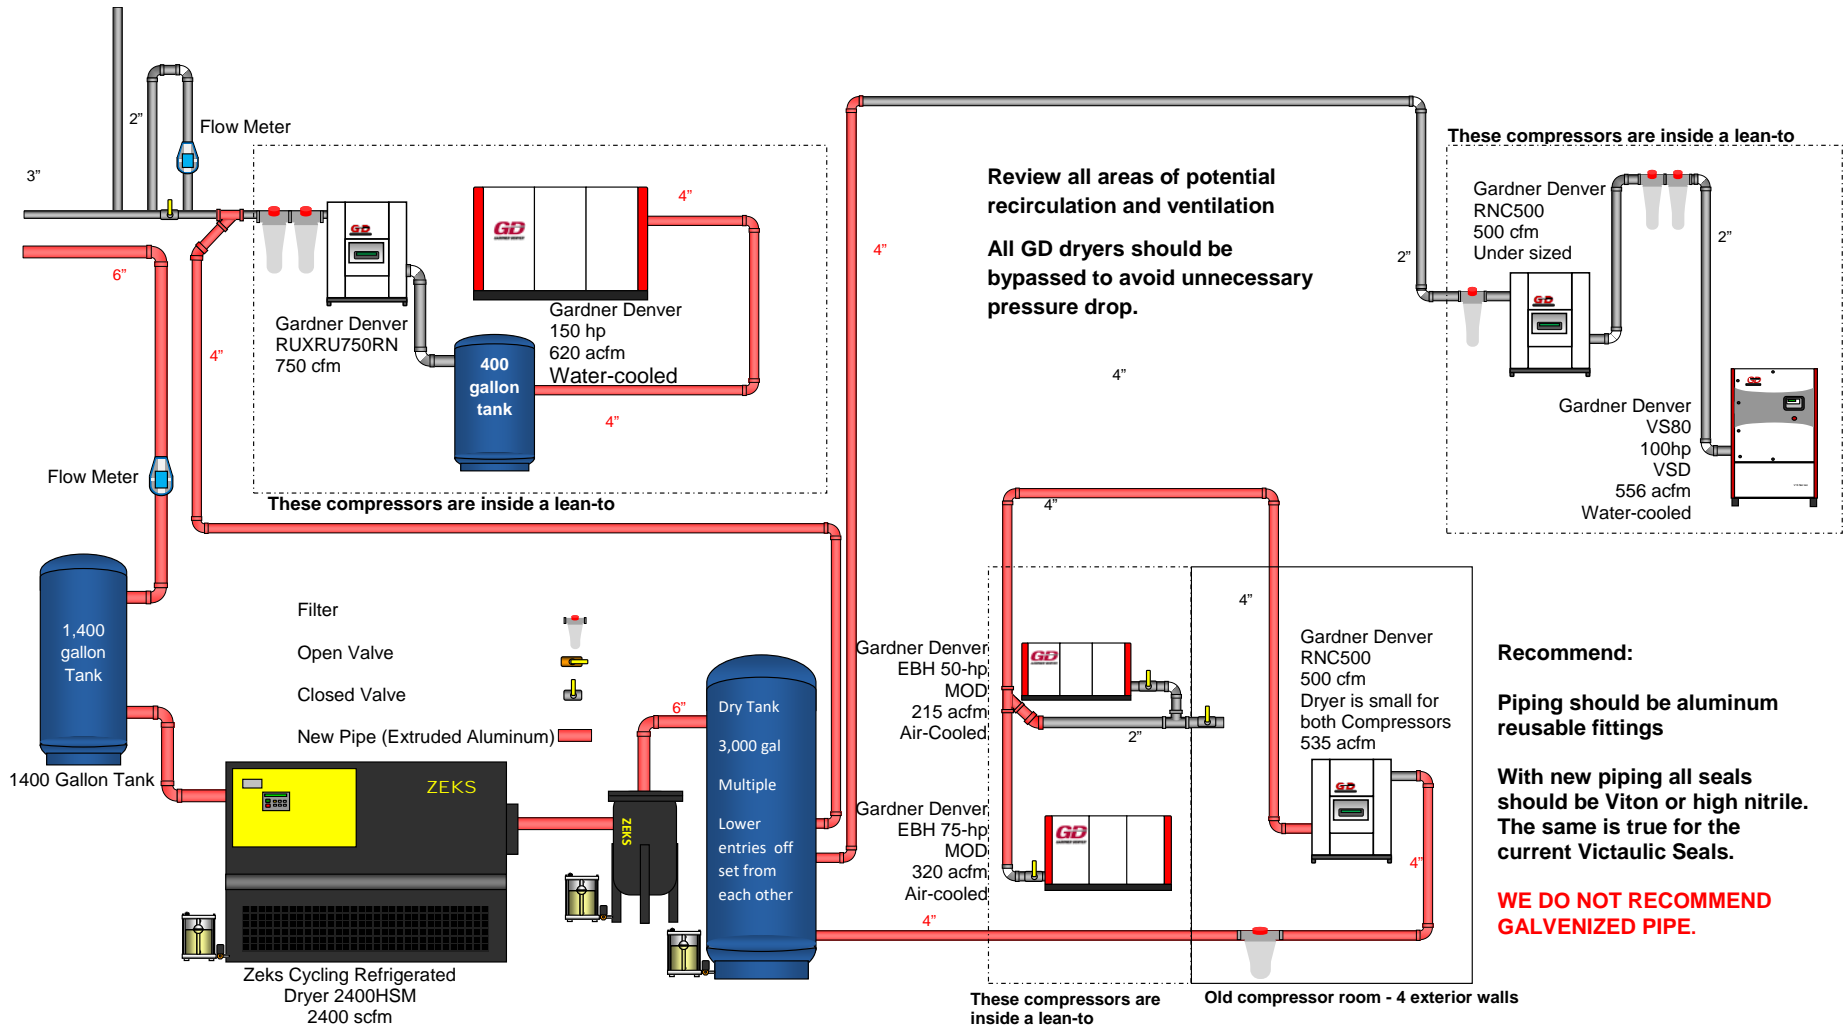 2”
Flow Meter
3”
6”
4”
Gardner Denver
RUXRU750RN
750 cfm
GD
GD
4”
Gardner Denver
150 hp
620 acfm
Water-cooled
400
gallon
tank
4”
These compressors are inside a lean-to
Flow Meter
4”
Review all areas of potential
recirculation and ventilation
All GD dryers should be
bypassed to avoid unnecessary
pressure drop.
4”
2”
These compressors are inside a lean-to
Gardner Denver
RNC500
500 cfm
Under sized
2”
GD
GD
Gardner Denver
VS80
100hp
VSD
556 acfm
Water-cooled
1,400
gallon
Tank
1400 Gallon Tank
Filter
Open Valve
Closed Valve
New Pipe (Extruded Aluminum)
ZEKS
Zeks Cycling Refrigerated
Dryer 2400HSM
2400 scfm
ZEKS
6”
Dry Tank
3,000 gal
Multiple
Lower
entries off
set from
each other
4”
4”
4”
Gardner Denver
EBH 50-hp
MOD
215 acfm
Air-Cooled
GD
2”
Gardner Denver
EBH 75-hp
MOD
320 acfm
Air-cooled
GD
These compressors are
inside a lean-to
Gardner Denver
RNC500
500 cfm
Dryer is small for
both Compressors
535 acfm
GD
4”
Old compressor room - 4 exterior walls
Recommend:
Piping should be aluminum
reusable fittings
With new piping all seals
should be Viton or high nitrile.
The same is true for the
current Victaulic Seals.
WE DO NOT RECOMMEND
GALVENIZED PIPE.